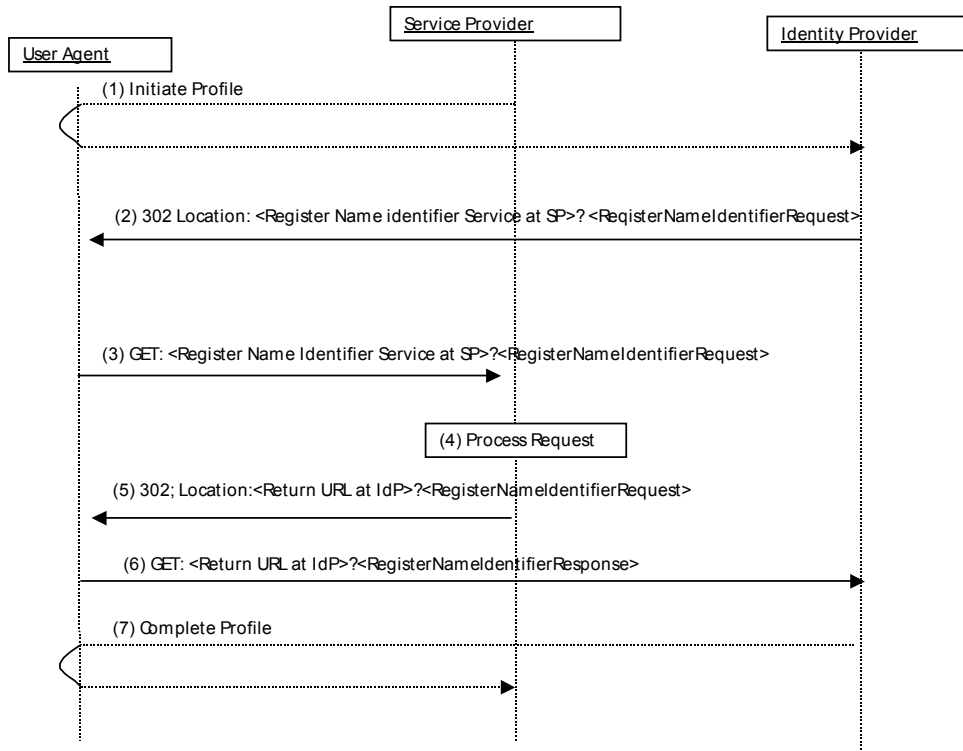 Service Provider
Identity Provider
User Agent
(1) Initiate Profile
(2) 302 Location: <Register Name identifier Service at SP>? <RegisterNameIdentifierRequest>
(3) GET: <Register Name Identifier Service at SP>?<RegisterNameIdentifierRequest>
(4) Process Request
(5) 302; Location:<Return URL at IdP>?<RegisterNameIdentifierRequest>
(6) GET: <Return URL at IdP>?<RegisterNameIdentifierResponse>
(7) Complete Profile